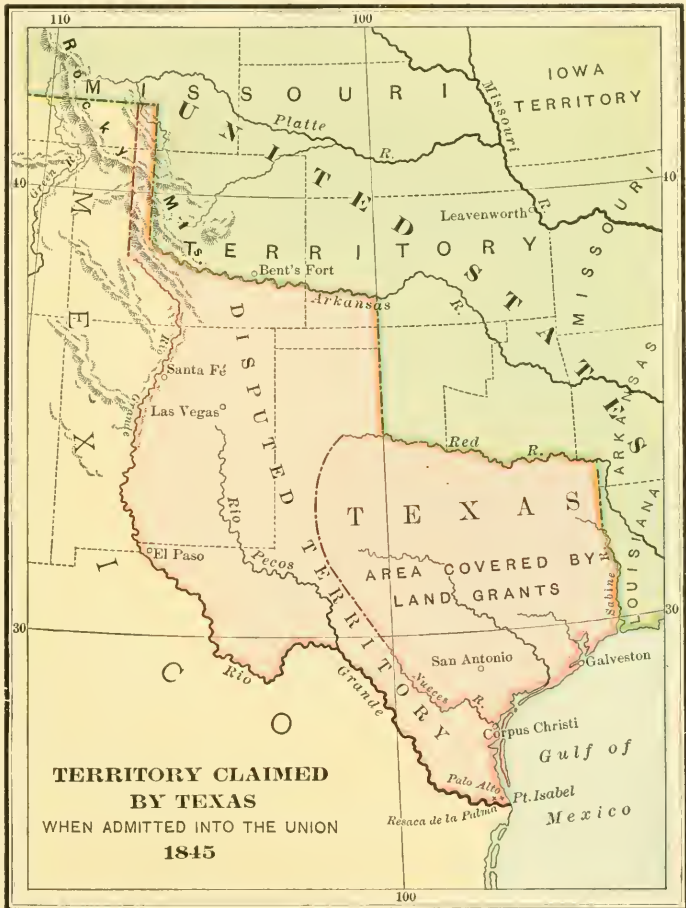 110
100
Rocky Mts.
MISSOURI
TERRITORY
UNITED STATES
IOWA
TERRITORY
Missouri R.
Platte R.
Green R.
40
40
Leavenworth
MISSOURI
Bent's Fort
Arkansas R.
MEXICO
DISPUTED TERRITORY
Rio Grande
Santa Fé
Las Vegas
ARKANSAS
Red R.
TEXAS
Rio Pecos
El Paso
AREA COVERED BY
LAND GRANTS
Sabine R.
LOUISIANA
30
30
Rio Grande
San Antonio
Galveston
Nueces R.
Corpus Christi
Gulf of
Mexico
Palo Alto
Pt. Isabel
Resaca de la Palma
TERRITORY CLAIMED
BY TEXAS
WHEN ADMITTED INTO THE UNION
1845
100